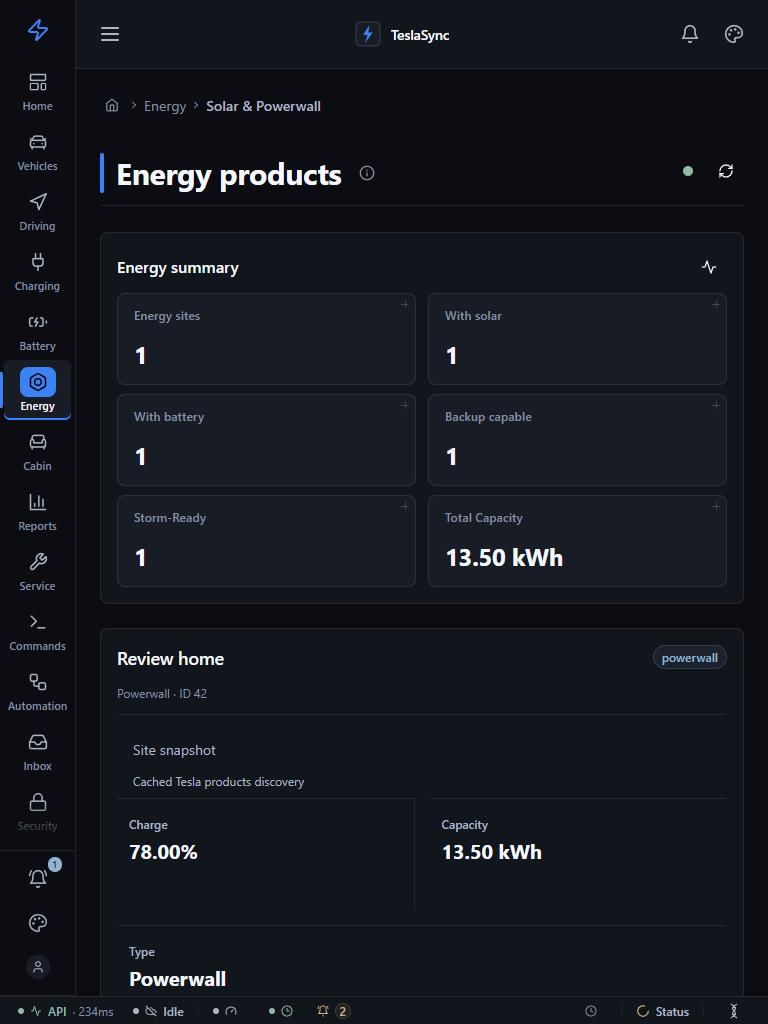 TeslaSync
Home
Vehicles
Driving
Charging
Battery
Energy
Cabin
Reports
Service
Commands
Automation
Inbox
Security
1
Energy
Solar & Powerwall
Energy products
Energy summary
Energy sites
1
With solar
1
With battery
1
Backup capable
1
Storm-Ready
1
Total Capacity
13.50 kWh
Review home
powerwall
Powerwall · ID 42
Site snapshot
Cached Tesla products discovery
Charge
78.00%
Capacity
13.50 kWh
Type
Powerwall
API · 234ms
Idle
2
Status